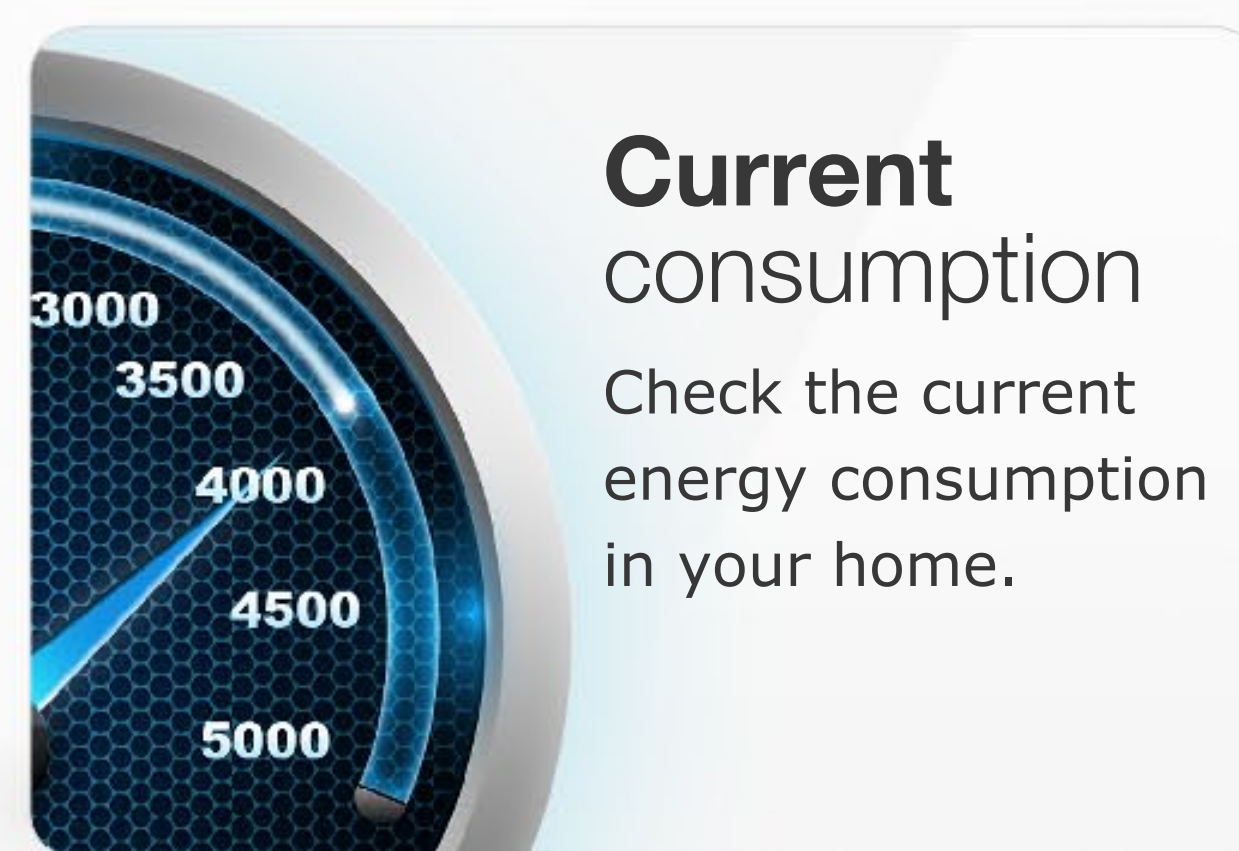 Current
consumption
Check the current
energy consumption
in your home.
3000
3500
4000
4500
5000